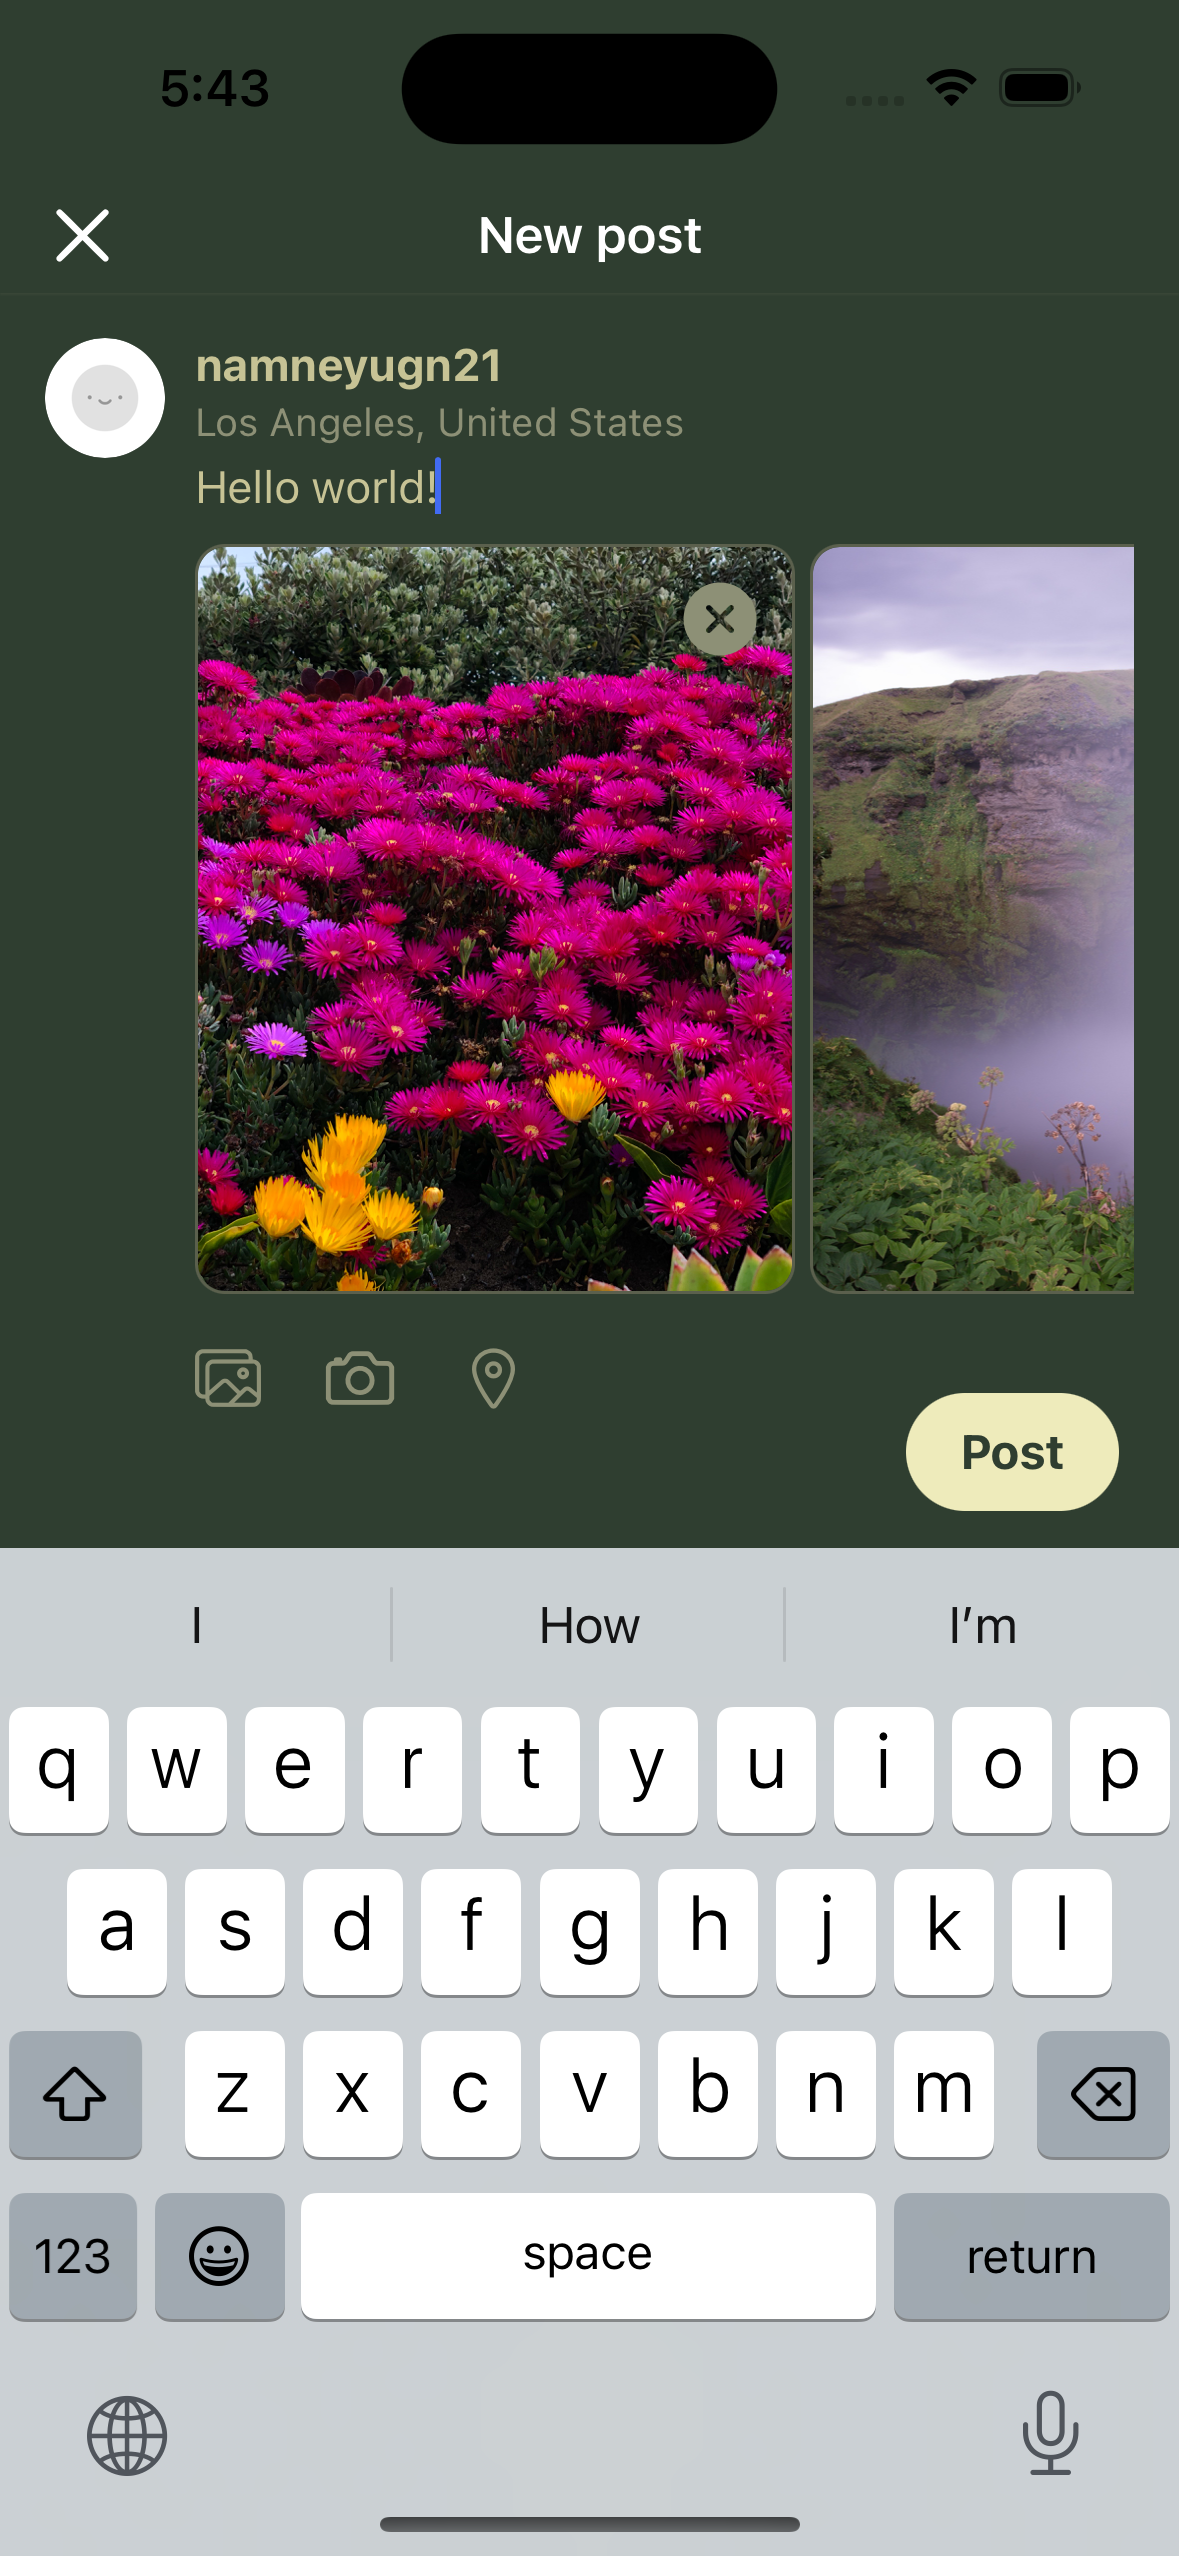 5:43
New post
namneyugn21
Los Angeles, United States
Hello world!
Post
I How I’m
q w e r t y u i o p
a s d f g h j k l
z x c v b n m
123 space return